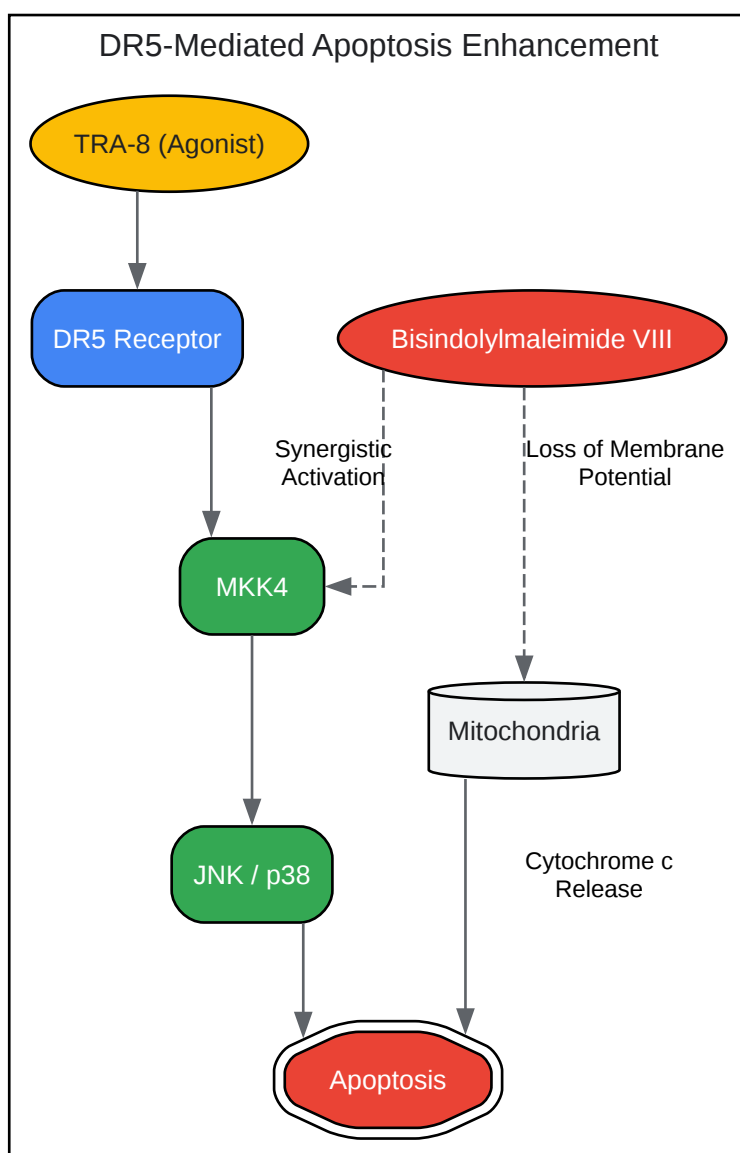 DR5-Mediated Apoptosis Enhancement
TRA-8 (Agonist)
DR5 Receptor
Bisindolylmaleimide VIII
Synergistic
Activation
Loss of Membrane
Potential
MKK4
Mitochondria
JNK / p38
Cytochrome c
Release
Apoptosis